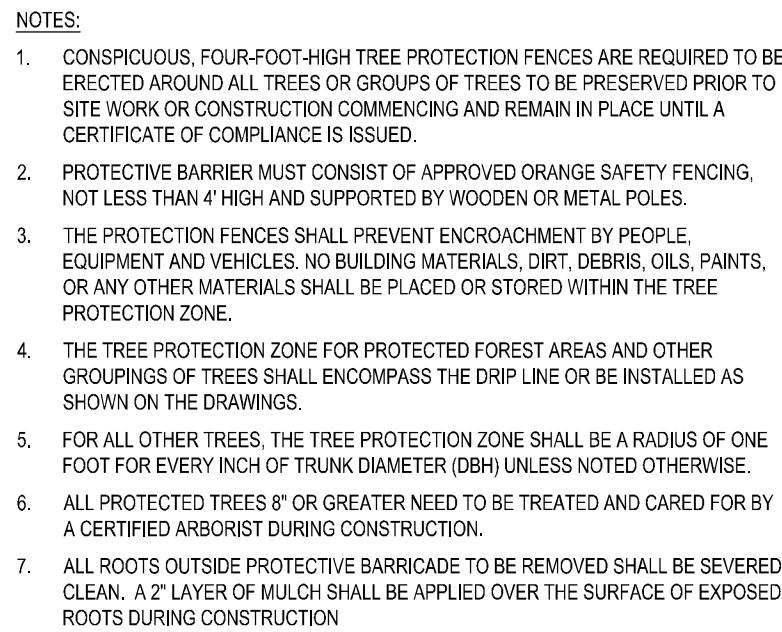 NOTES:
1. CONSPICUOUS, FOUR-FOOT-HIGH TREE PROTECTION FENCES ARE REQUIRED TO BE
ERECTED AROUND ALL TREES OR GROUPS OF TREES TO BE PRESERVED PRIOR TO
SITE WORK OR CONSTRUCTION COMMENCING AND REMAIN IN PLACE UNTIL A
CERTIFICATE OF COMPLIANCE IS ISSUED.
2. PROTECTIVE BARRIER MUST CONSIST OF APPROVED ORANGE SAFETY FENCING,
NOT LESS THAN 4' HIGH AND SUPPORTED BY WOODEN OR METAL POLES.
3. THE PROTECTION FENCES SHALL PREVENT ENCROACHMENT BY PEOPLE,
EQUIPMENT AND VEHICLES. NO BUILDING MATERIALS, DIRT, DEBRIS, OILS, PAINTS,
OR ANY OTHER MATERIALS SHALL BE PLACED OR STORED WITHIN THE TREE
PROTECTION ZONE.
4. THE TREE PROTECTION ZONE FOR PROTECTED FOREST AREAS AND OTHER
GROUPINGS OF TREES SHALL ENCOMPASS THE DRIP LINE OR BE INSTALLED AS
SHOWN ON THE DRAWINGS.
5. FOR ALL OTHER TREES, THE TREE PROTECTION ZONE SHALL BE A RADIUS OF ONE
FOOT FOR EVERY INCH OF TRUNK DIAMETER (DBH) UNLESS NOTED OTHERWISE.
6. ALL PROTECTED TREES 8" OR GREATER NEED TO BE TREATED AND CARED FOR BY
A CERTIFIED ARBORIST DURING CONSTRUCTION.
7. ALL ROOTS OUTSIDE PROTECTIVE BARRICADE TO BE REMOVED SHALL BE SEVERED
CLEAN. A 2" LAYER OF MULCH SHALL BE APPLIED OVER THE SURFACE OF EXPOSED
ROOTS DURING CONSTRUCTION